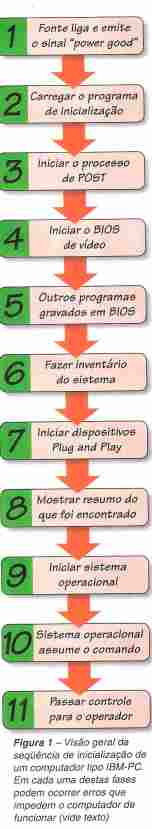 1
Fonte liga e emite
o sinal "power good"
2
Carregar o programa
de inicialização
3
Iniciar o processo
de POST
4
Iniciar o BIOS
de vídeo
5
Outros programas
gravados em BIOS
6
Fazer inventário
do sistema
7
Iniciar dispositivos
Plug and Play
8
Mostrar resumo do
que foi encontrado
9
Iniciar sistema
operacional
10
Sistema operacional
assume o comando
11
Passar controle
para o operador
Figura 1 – Visão geral da
seqüência de inicialização de
um computador tipo IBM-PC.
Em cada uma destas fases
podem ocorrer erros que
impedem o computador de
funcionar (vide texto)